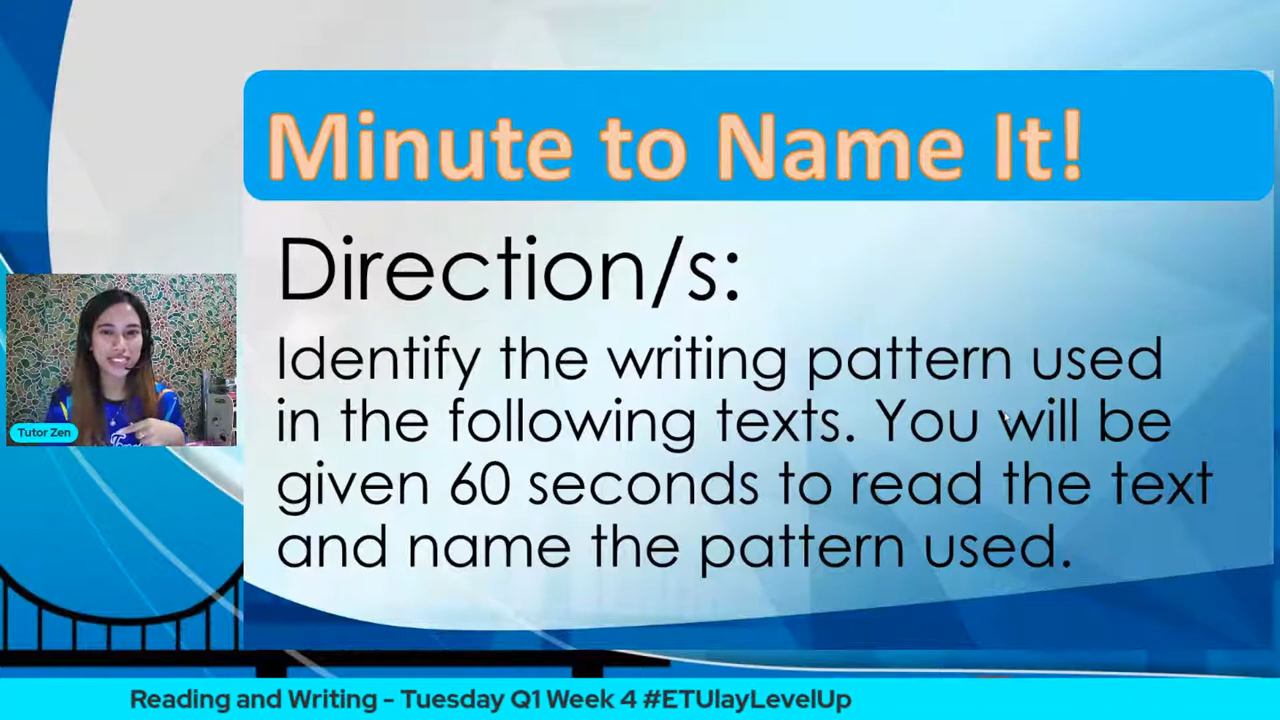 Minute to Name It!
Direction/s:
Identify the writing pattern used
in the following texts. You will be
given 60 seconds to read the text
and name the pattern used.
Tutor Zen
Reading and Writing - Tuesday Q1 Week 4 #ETUlayLevelUp